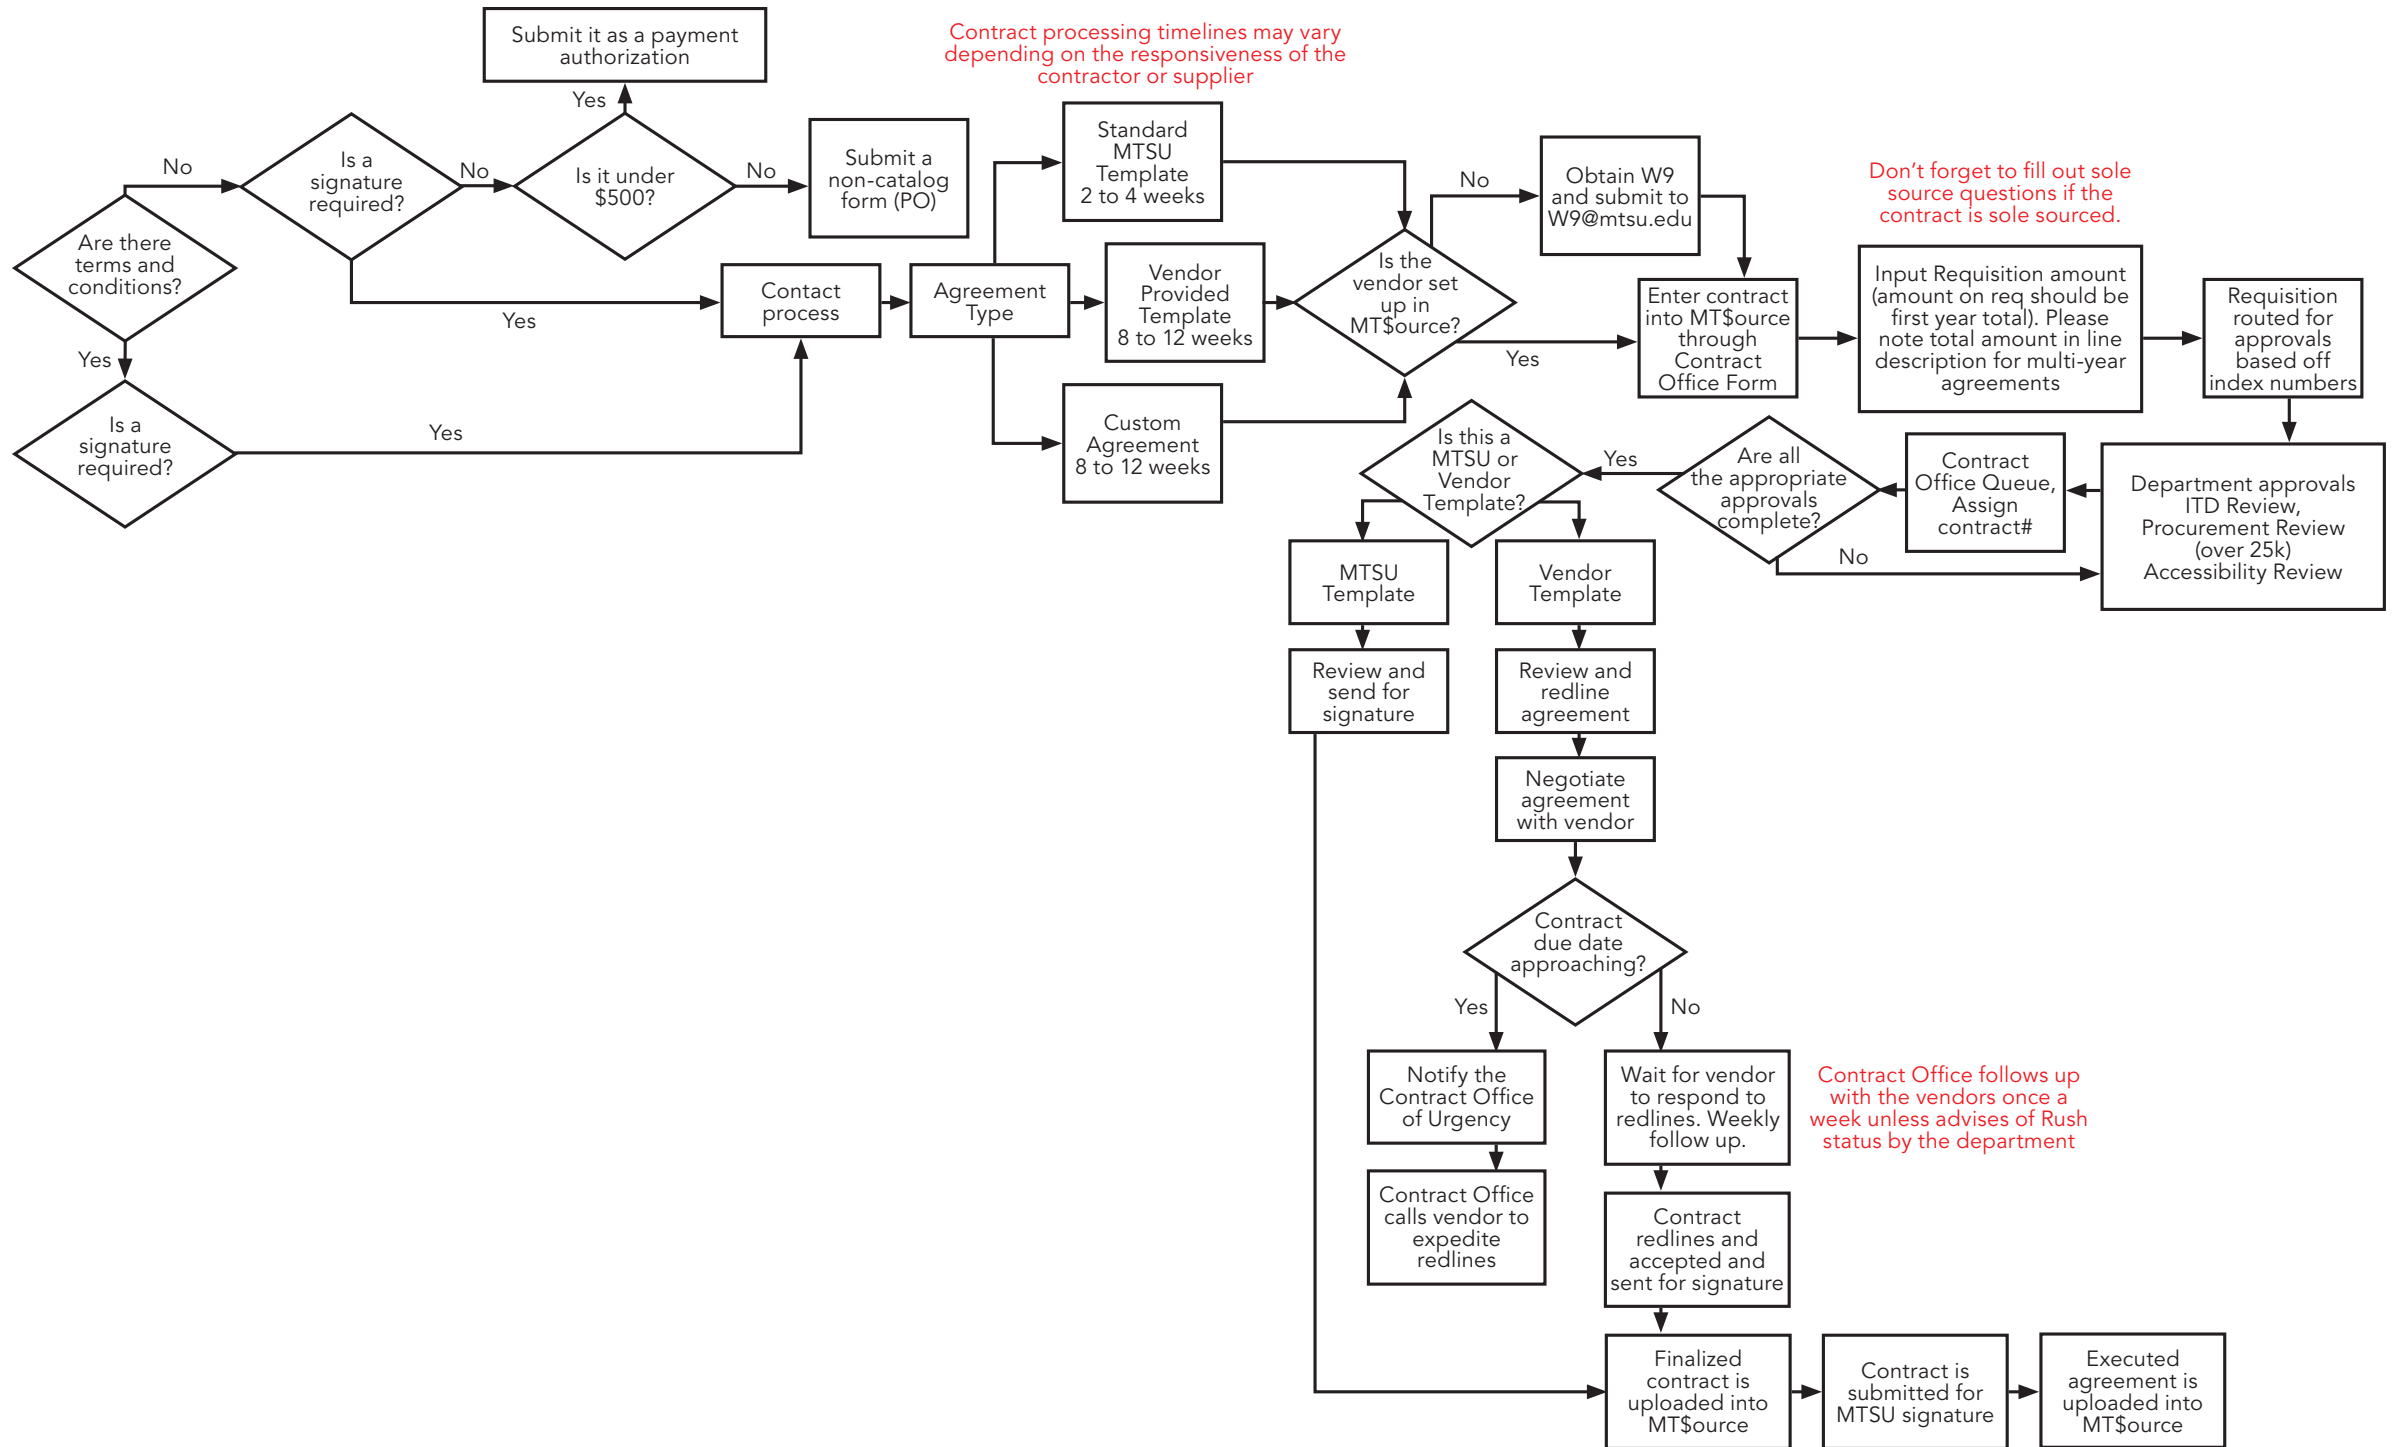 Submit it as a payment
authorization
Contract processing timelines may vary
depending on the responsiveness of the
contractor or supplier
Yes
No
Is a
signature
required?
No
Is it under
$500?
No
Submit a
non-catalog
form (PO)
Are there
terms and
conditions?
Yes
Yes
Is a
signature
required?
Yes
Contact
process
Agreement
Type
Standard
MTSU
Template
2 to 4 weeks
Vendor
Provided
Template
8 to 12 weeks
Custom
Agreement
8 to 12 weeks
Is the
vendor set
up in
MT$ource?
No
Yes
Obtain W9
and submit to
W9@mtsu.edu
Enter contract
into MT$ource
through
Contract
Office Form
Don't forget to fill out sole
source questions if the
contract is sole sourced.
Input Requisition amount
(amount on req should be
first year total). Please
note total amount in line
description for multi-year
agreements
Requisition
routed for
approvals
based off
index numbers
Department approvals
ITD Review,
Procurement Review
(over 25k)
Accessibility Review
Contract
Office Queue,
Assign
contract#
Are all
the appropriate
approvals
complete?
No
Yes
Is this a
MTSU or
Vendor
Template?
MTSU
Template
Vendor
Template
Review and
send for
signature
Review and
redline
agreement
Negotiate
agreement
with vendor
Contract
due date
approaching?
Yes
No
Notify the
Contract Office
of Urgency
Wait for vendor
to respond to
redlines. Weekly
follow up.
Contract Office follows up
with the vendors once a
week unless advises of Rush
status by the department
Contract Office
calls vendor to
expedite
redlines
Contract
redlines and
accepted and
sent for signature
Finalized
contract is
uploaded into
MT$ource
Contract is
submitted for
MTSU signature
Executed
agreement is
uploaded into
MT$ource